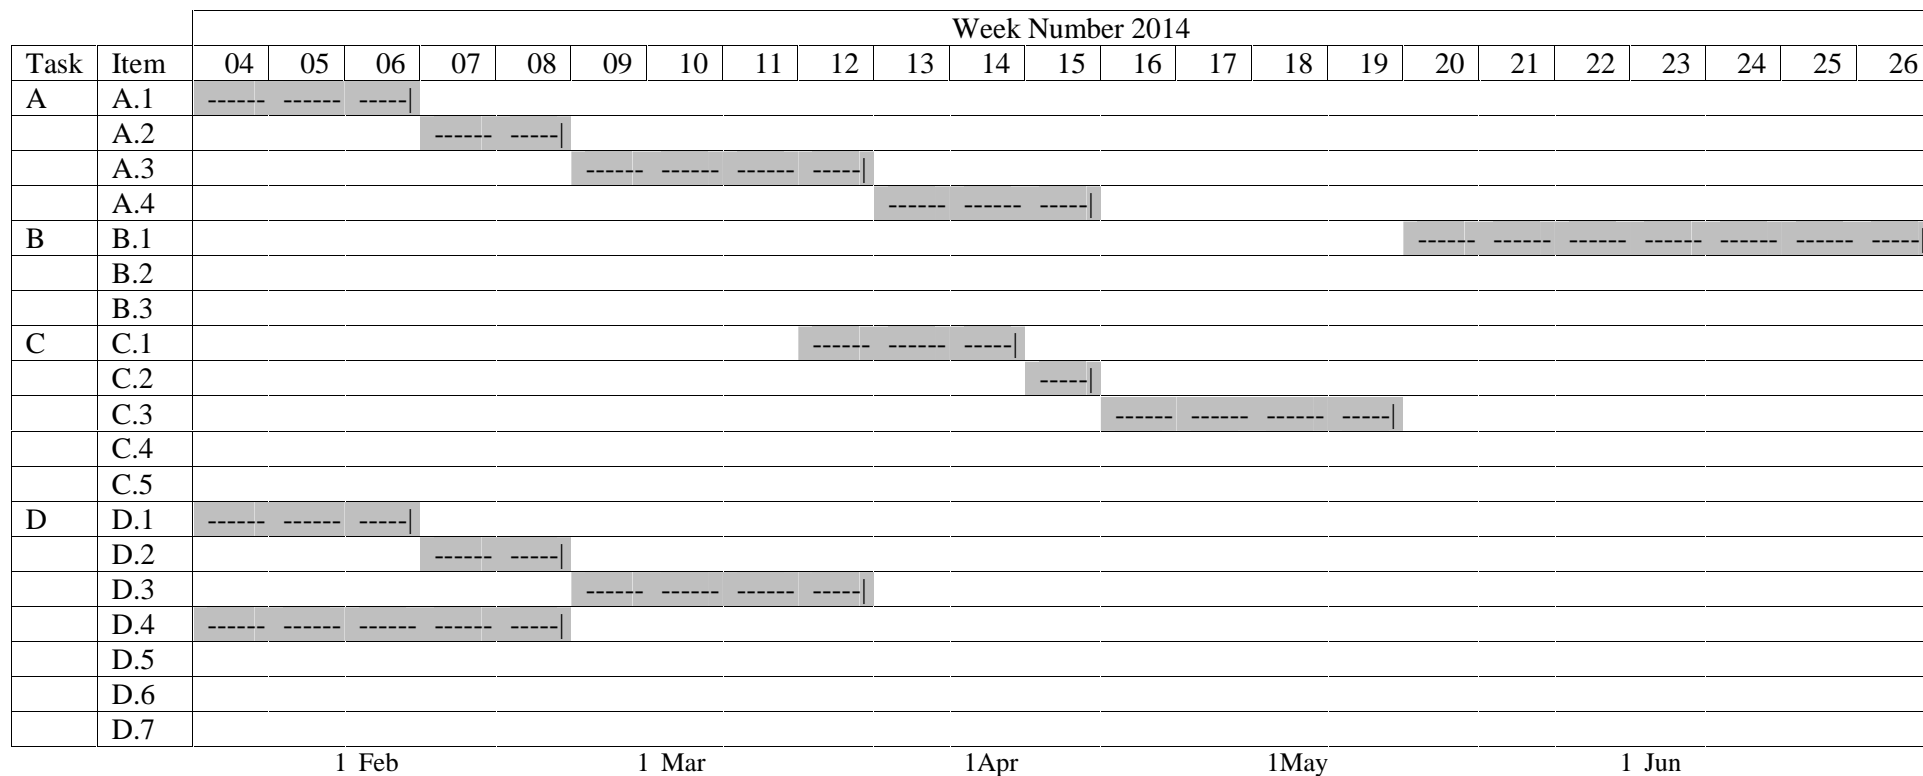 Week Number 2014
Task Item 04 05 06 07 08 09 10 11 12 13 14 15 16 17 18 19 20 21 22 23 24 25 26
A A.1 ------ ------ -----|
A.2 ------ -----|
A.3 ------ ------ ------ -----|
A.4 ------ ------ -----|
B B.1 ------ ------ ------ ------ ------ ------ -----|
B.2
B.3
C C.1 ------ ------ -----|
C.2 -----|
C.3 ------ ------ ------ -----|
C.4
C.5
D D.1 ------ ------ -----|
D.2 ------ -----|
D.3 ------ ------ ------ -----|
D.4 ------ ------ ------ ------ -----|
D.5
D.6
D.7
1 Feb 1 Mar 1Apr 1May 1 Jun